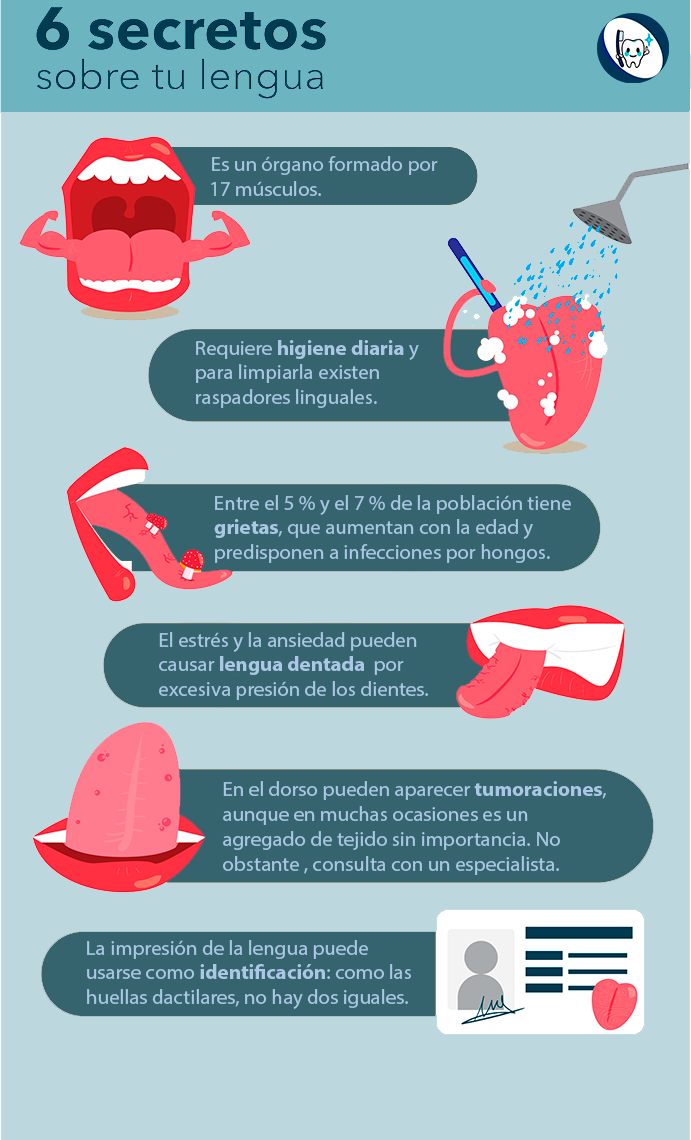 6 secretos
sobre tu lengua
Es un órgano formado por
17 músculos.
Requiere higiene diaria y
para limpiarla existen
raspadores linguales.
Entre el 5 % y el 7 % de la población tiene
grietas, que aumentan con la edad y
predisponen a infecciones por hongos.
El estrés y la ansiedad pueden
causar lengua dentada por
excesiva presión de los dientes.
En el dorso pueden aparecer tumoraciones,
aunque en muchas ocasiones es un
agregado de tejido sin importancia. No
obstante , consulta con un especialista.
La impresión de la lengua puede
usarse como identificación: como las
huellas dactilares, no hay dos iguales.